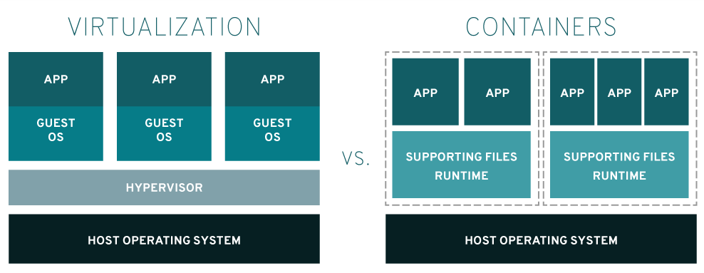 VIRTUALIZATION
APP
APP
APP
GUEST
OS
GUEST
OS
GUEST
OS
HYPERVISOR
HOST OPERATING SYSTEM
VS.
CONTAINERS
APP
APP
SUPPORTING FILES
RUNTIME
APP
APP
APP
SUPPORTING FILES
RUNTIME
HOST OPERATING SYSTEM